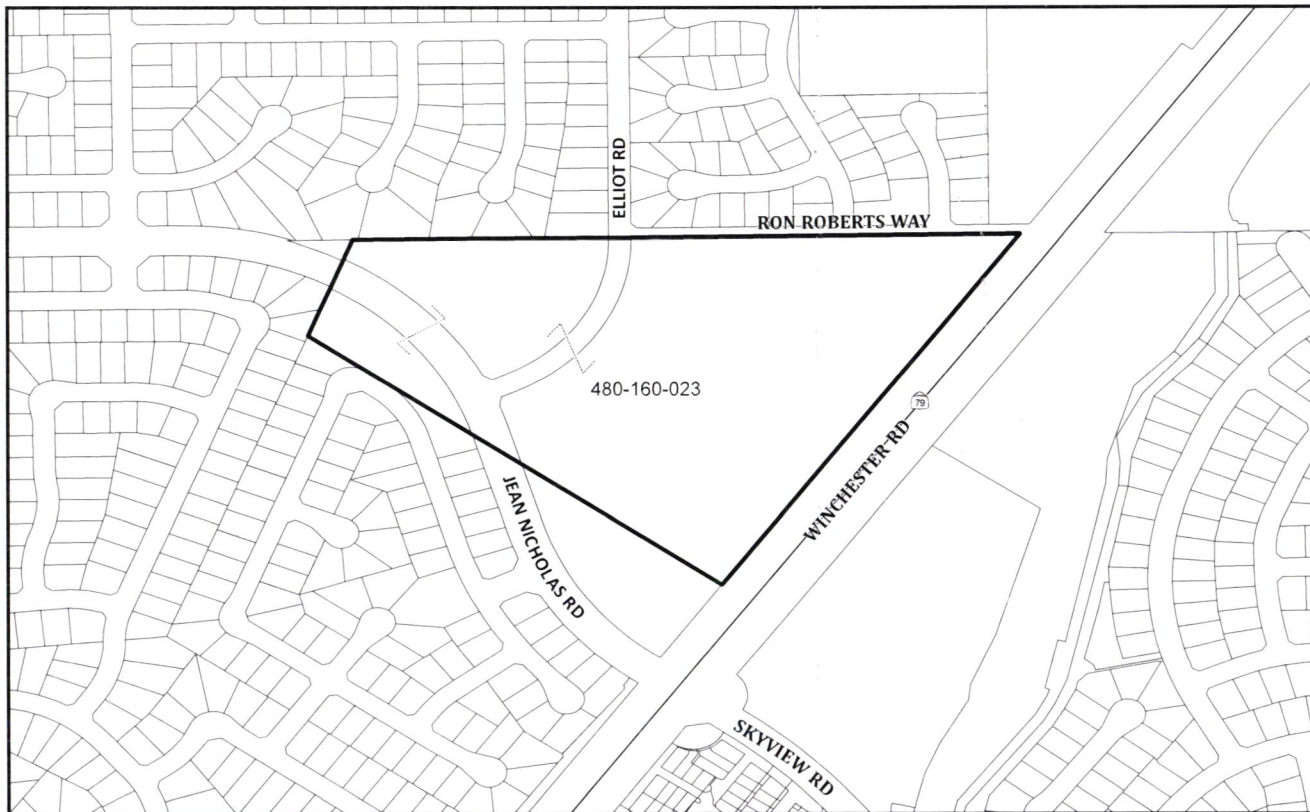 ELLIOT RD
RON ROBERTS WAY
480-160-023
79
WINCHESTER RD
JEAN NICHOLAS RD
SKYVIEW RD